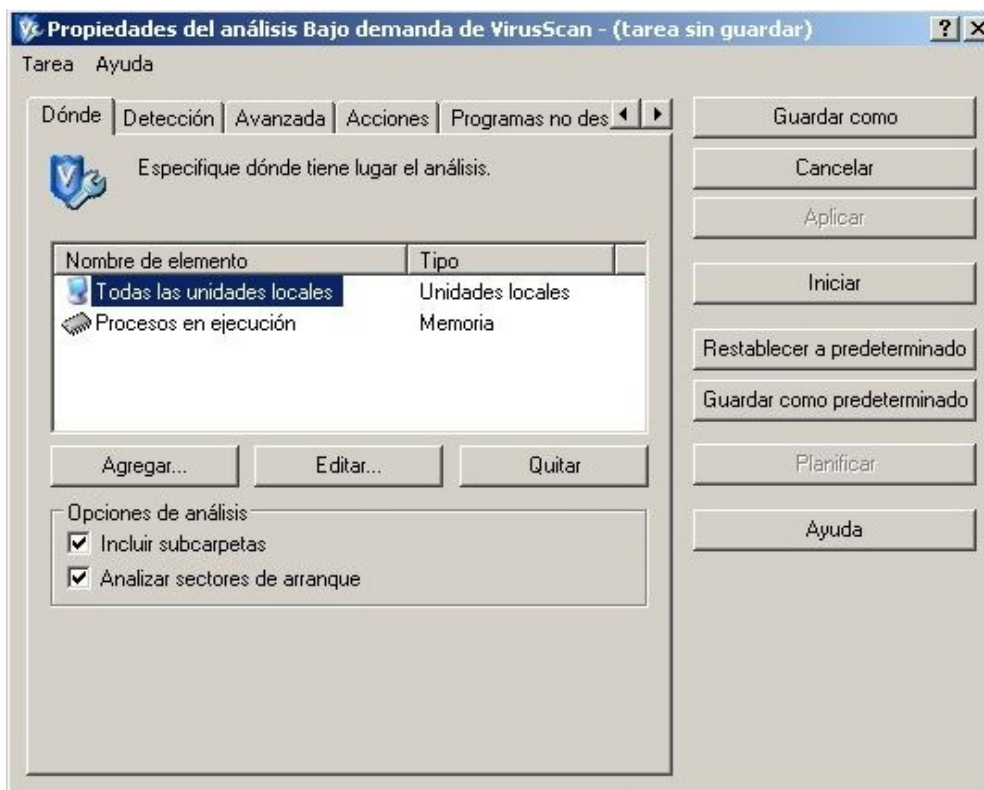 Propiedades del análisis Bajo demanda de VirusScan - (tarea sin guardar)
Tarea Ayuda
Dónde Detección Avanzada Acciones Programas no des
Especifique dónde tiene lugar el análisis.
Nombre de elemento Tipo
Todas las unidades locales Unidades locales
Procesos en ejecución Memoria
Agregar... Editar... Quitar
Opciones de análisis
Incluir subcarpetas
Analizar sectores de arranque
Guardar como
Cancelar
Aplicar
Iniciar
Restablecer a predeterminado
Guardar como predeterminado
Planificar
Ayuda